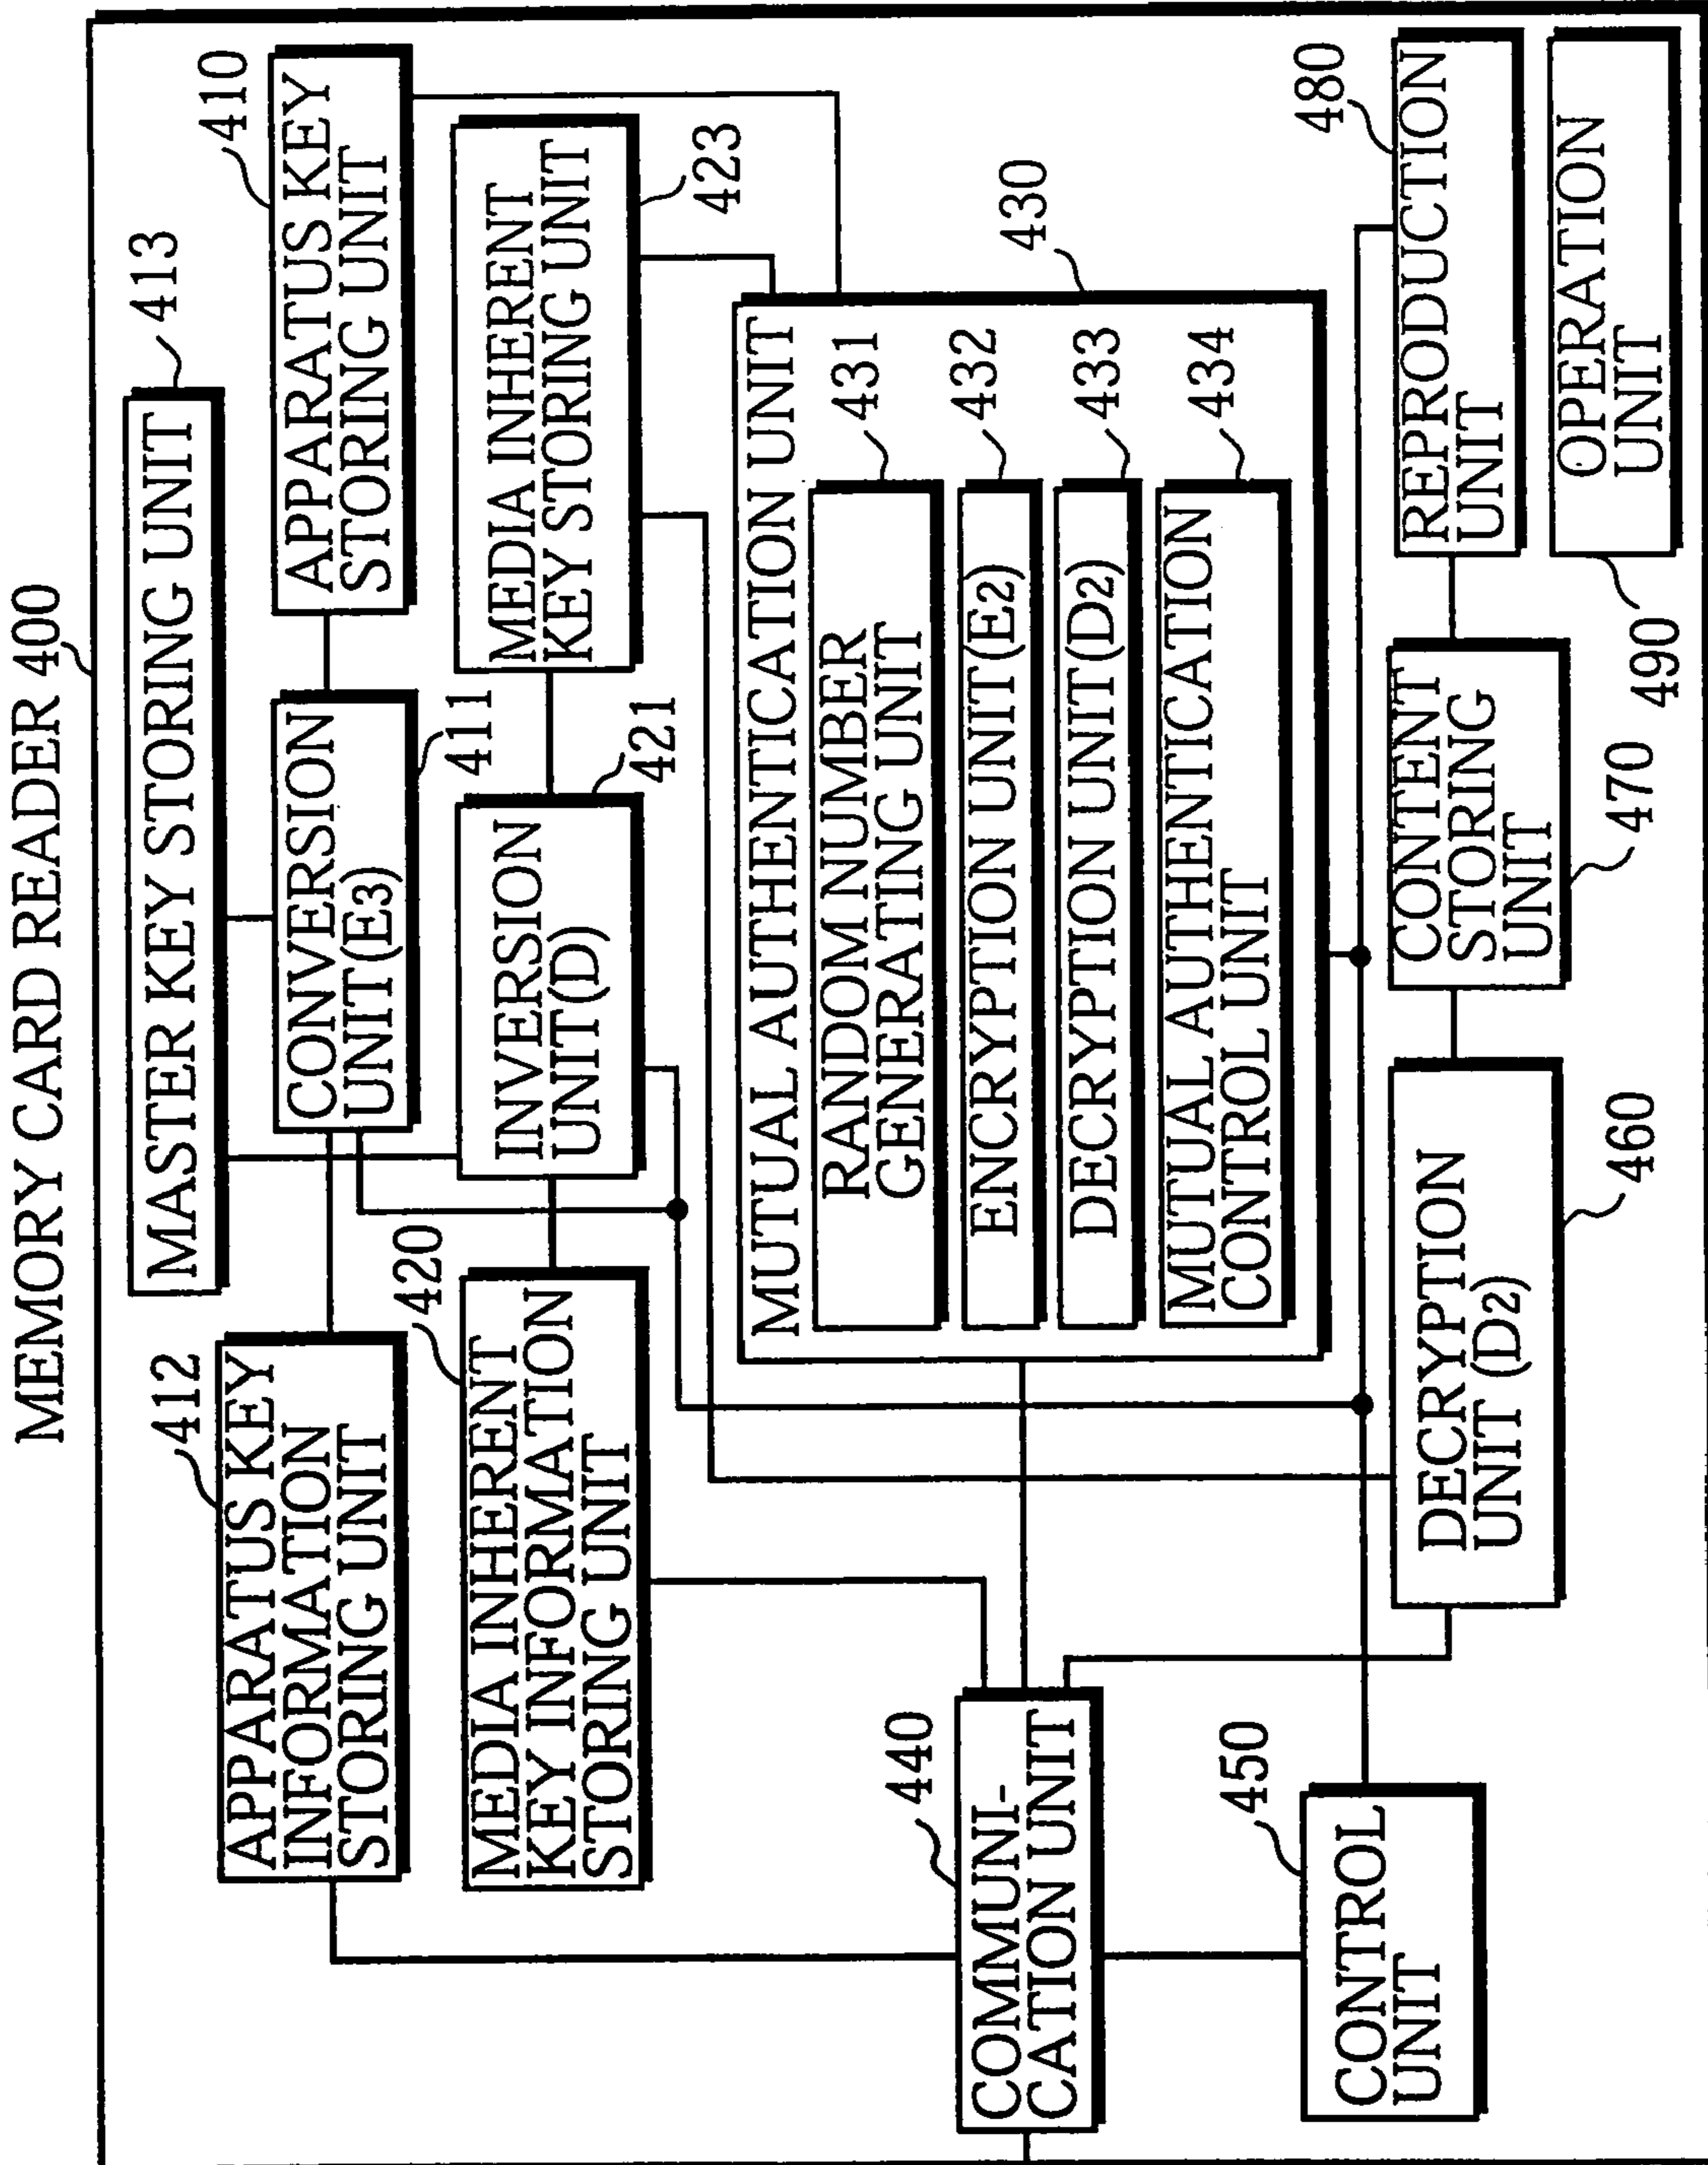 MEMORY CARD READER 400
413
MASTER KEY STORING UNIT
412
APPARATUS KEY
INFORMATION
STORING UNIT
CONVERSION
UNIT(E3)
411
410
APPARATUS KEY
STORING UNIT
420
MEDIA INHERENT
KEY INFORMATION
STORING UNIT
INVERSION
UNIT(D)
421
MEDIA INHERENT
KEY STORING UNIT
423
430
MUTUAL AUTHENTICATION UNIT
RANDOM NUMBER
GENERATING UNIT
431
ENCRYPTION UNIT(E2)
432
DECRYPTION UNIT(D2)
433
MUTUAL AUTHENTICATION
CONTROL UNIT
434
440
COMMUNI-
CATION UNIT
450
CONTROL
UNIT
DECRYPTION
UNIT (D2)
460
CONTENT
STORING
UNIT
470
480
REPRODUCTION
UNIT
490
OPERATION
UNIT